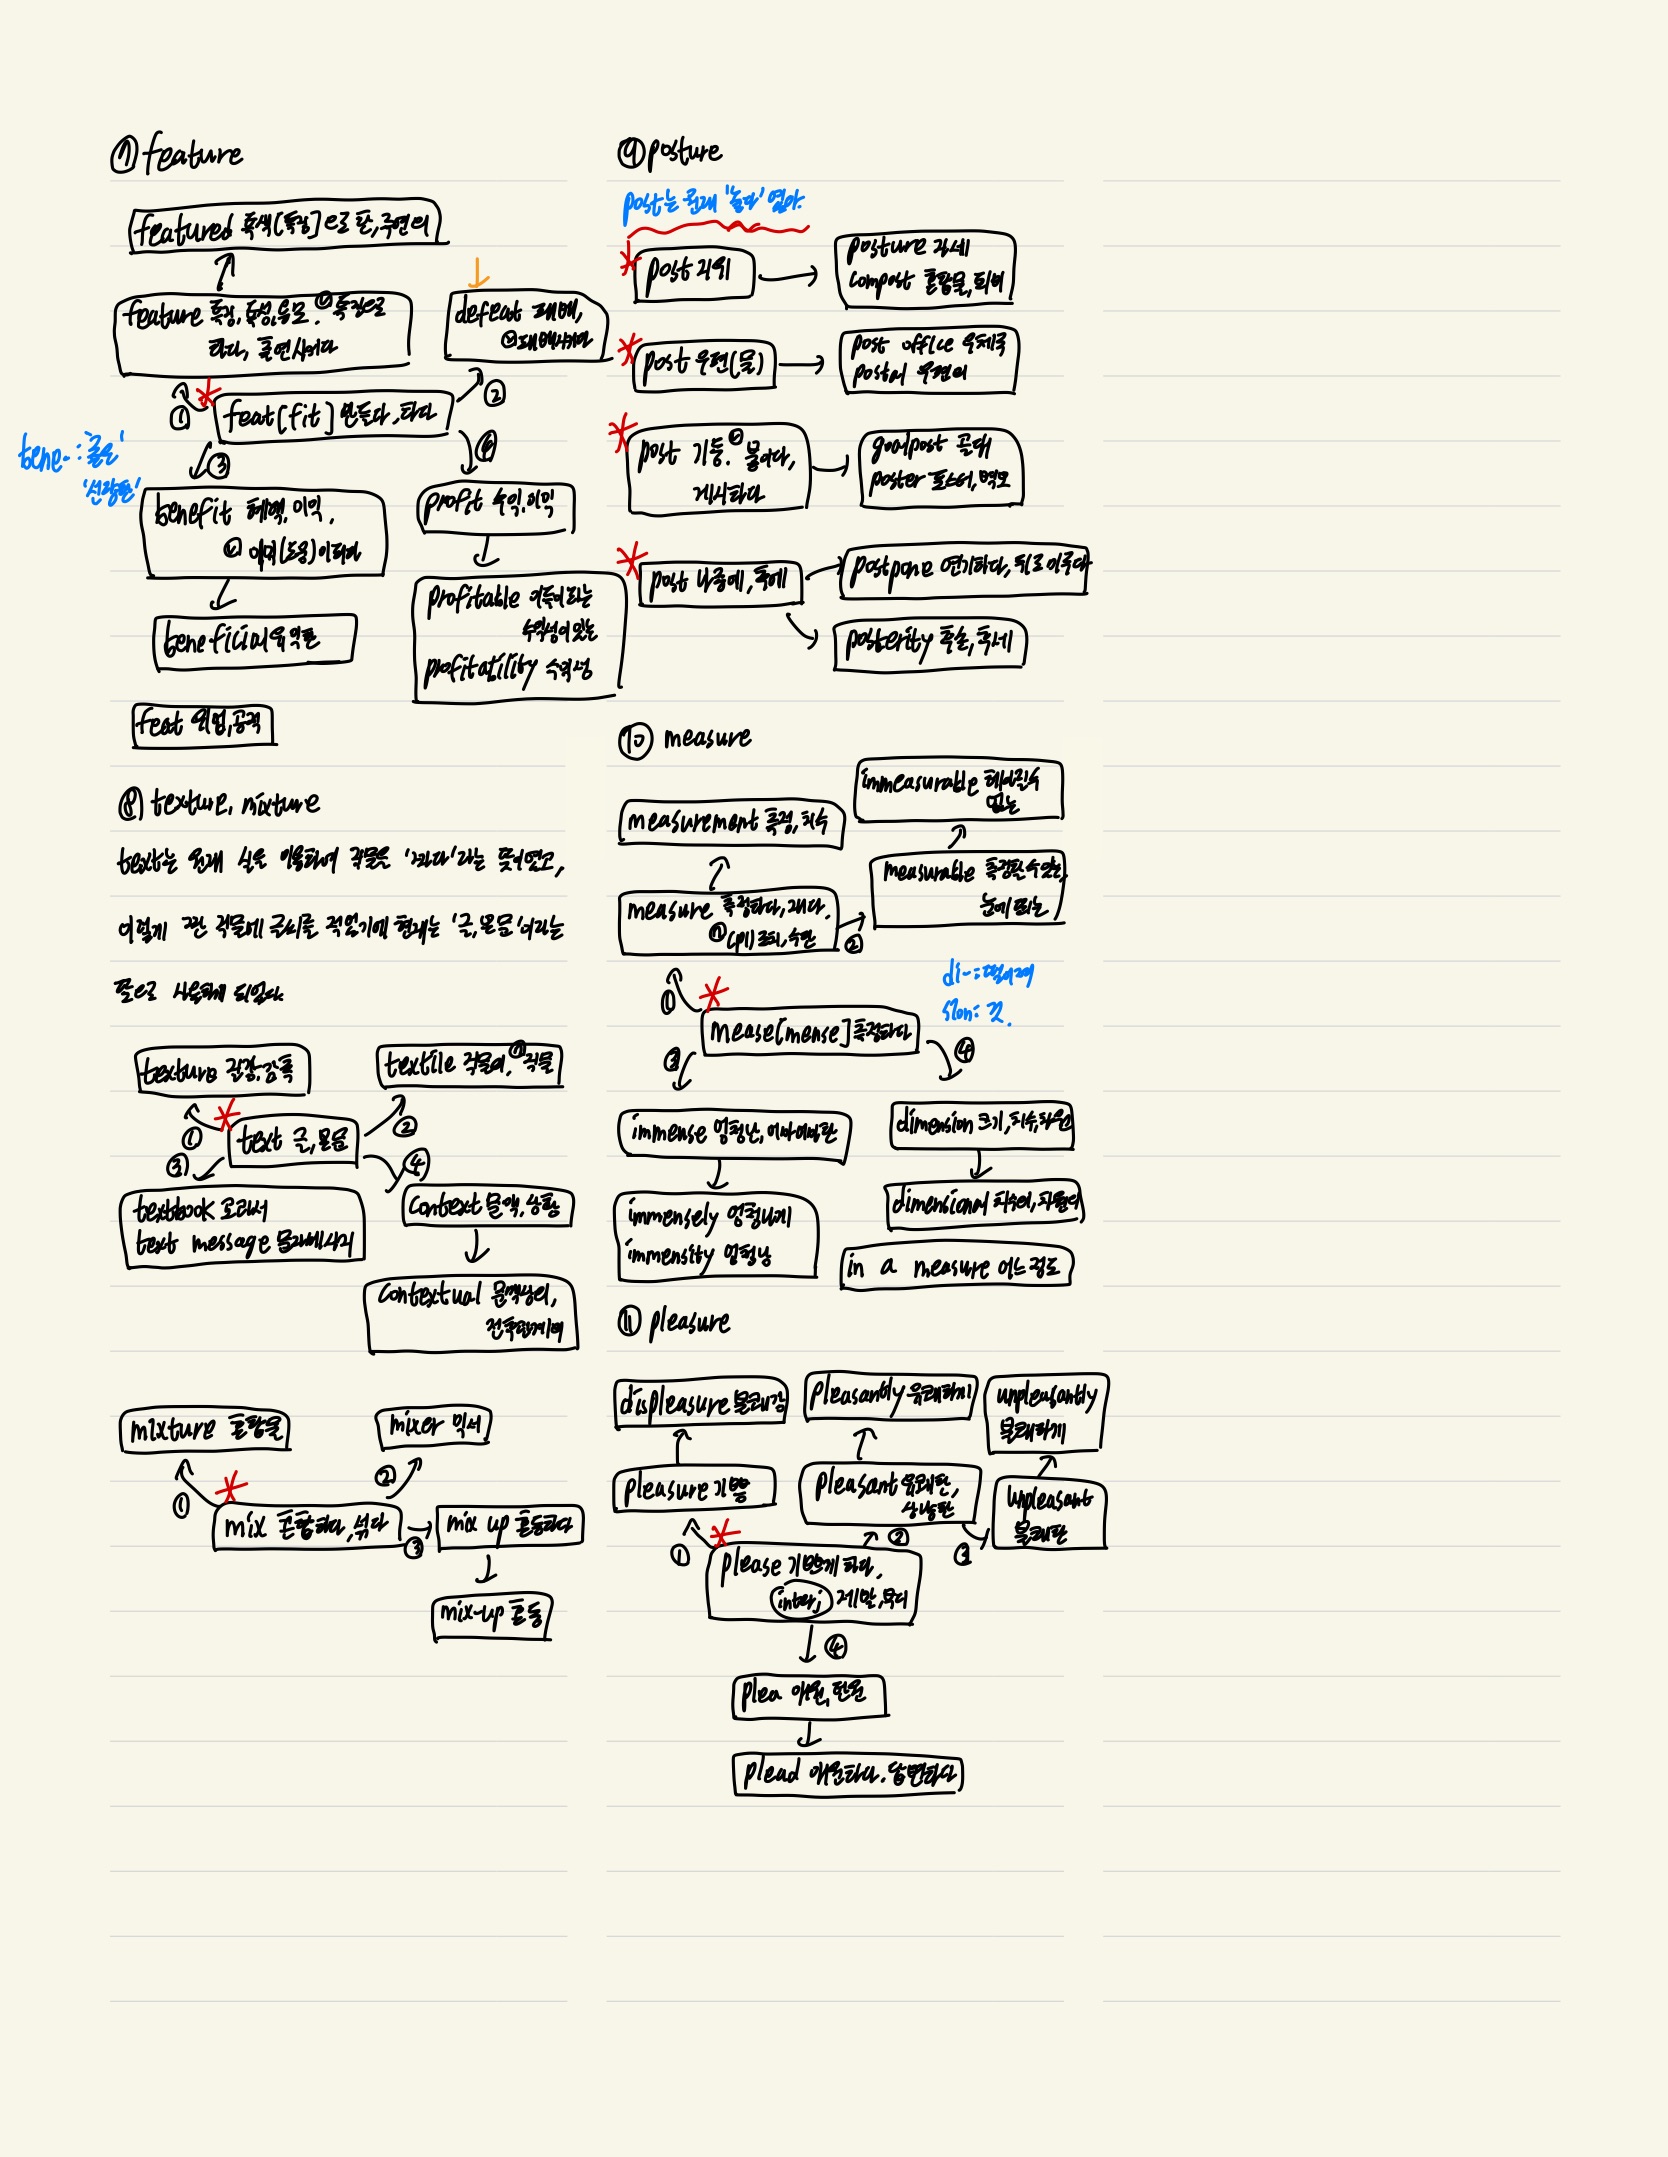 ⑦ feature
featured 특색[특징]으로 한, 주연의
feature 특징, 특성, 용모. ⓥ 특징으로
하다, 출연시키다
defeat 패배,
ⓥ 패배시키다
①
feat[fit] 만들다, 하다
②
bene-: '좋은'
'선량한'
③
④
benefit 혜택, 이익,
ⓥ 이익(도움)이 되다
profit 수익, 이익
beneficial 유익한
profitable 이득이 되는
수익성이 있는
profitability 수익성
feat 위업, 공적
⑧ texture, mixture
text는 원래 실을 이용하여 직물을 '짜다'라는 뜻이었고,
이렇게 짠 직물에 글씨를 적었기에 현재는 '글, 본문'이라는
뜻으로 사용하게 되었다.
texture 질감, 감촉
textile 직물의, ⓝ 직물
①
text 글, 본문
②
③
④
textbook 교과서
text message 문자메시지
context 문맥, 상황
contextual 문맥상의,
전후관계의
mixture 혼합물
mixer 믹서
①
②
mix 혼합하다, 섞다
③
mix up 혼동하다
mix-up 혼동
⑨ posture
post는 원래 '놓다' 였다.
post 지위
posture 자세
compost 혼합물, 퇴비
post 우편(물)
post office 우체국
postal 우편의
post 기둥. ⓥ 붙이다,
게시하다
goalpost 골대
poster 포스터, 벽보
post 나중에, 후에
postpone 연기하다, 뒤로 미루다
posterity 후손, 후세
⑩ measure
immeasurable 헤아릴 수
없는
measurement 측정, 치수
measurable 측정할 수 있는,
눈에 띄는
measure 측정하다, 재다.
ⓝ (pl) 조치, 수단
②
di-: 떨어져
sion: 것.
①
mease[mense] 측정하다
③
④
immense 엄청난, 어마어마한
dimension 크기, 치수, 차원
immensely 엄청나게
immensity 엄청남
dimensional 치수의, 차원의
in a measure 어느 정도
⑪ pleasure
displeasure 불쾌감
pleasantly 유쾌하게
unpleasantly
불쾌하게
pleasure 기쁨
pleasant 유쾌한,
상냥한
unpleasant
불쾌한
①
②
③
please 기쁘게 하다,
interj 제발, 부디
④
plea 애원, 탄원
plead 애원하다, 답변하다